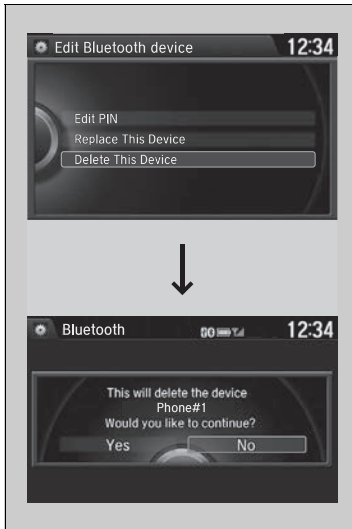 Edit Bluetooth device 12:34
Edit PIN
Replace This Device
Delete This Device
Bluetooth 12:34
This will delete the device
Phone#1
Would you like to continue?
Yes No